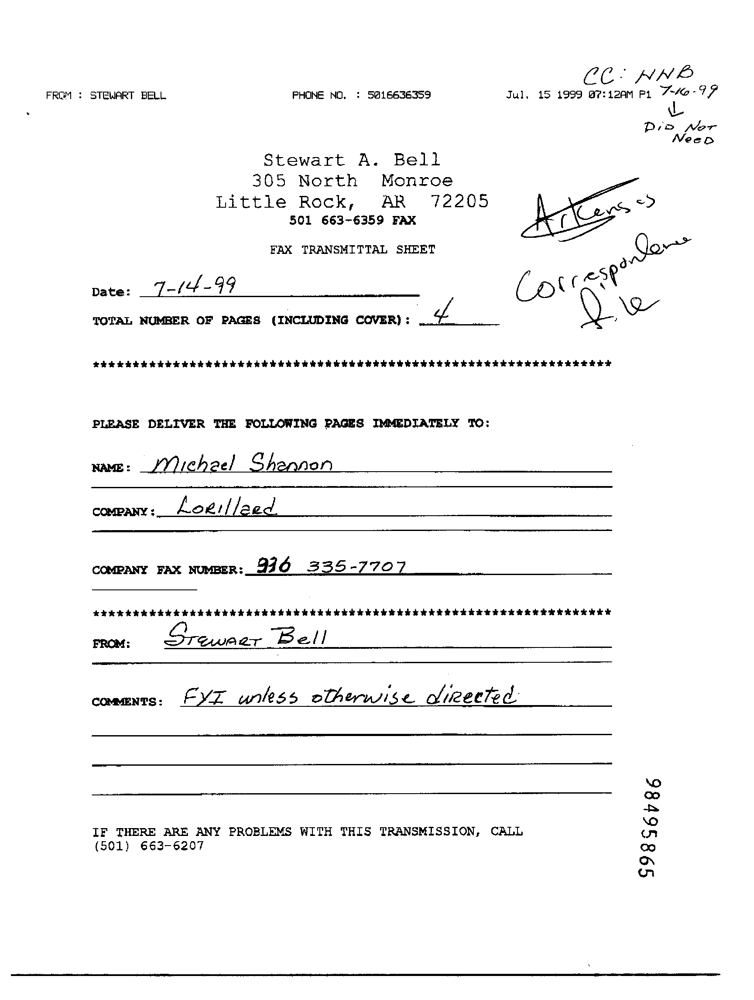 CC: NNB
FROM : STEWART BELL PHONE NO. : 5016636359 Jul. 15 1999 07:12AM P1 7-16-99
↓
DID NOT
NEED
Stewart A. Bell
305 North Monroe
Little Rock, AR 72205
501 663-6359 FAX
FAX TRANSMITTAL SHEET
Arkansas
Correspondence
file
Date: 7-14-99
TOTAL NUMBER OF PAGES (INCLUDING COVER): 4
*****************************************************************
PLEASE DELIVER THE FOLLOWING PAGES IMMEDIATELY TO:
NAME: Michael Shannon
COMPANY: Lorillard
COMPANY FAX NUMBER: 336 335-7707
*****************************************************************
FROM: Stewart Bell
COMMENTS: FYI unless otherwise directed
IF THERE ARE ANY PROBLEMS WITH THIS TRANSMISSION, CALL
(501) 663-6207
98495865